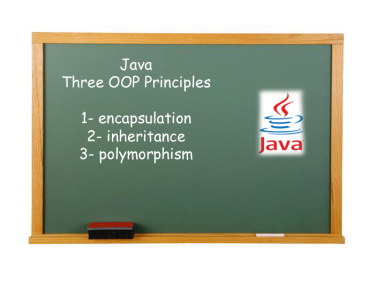 Java
Three OOP Principles
1- encapsulation
2- inheritance
3- polymorphism
Java